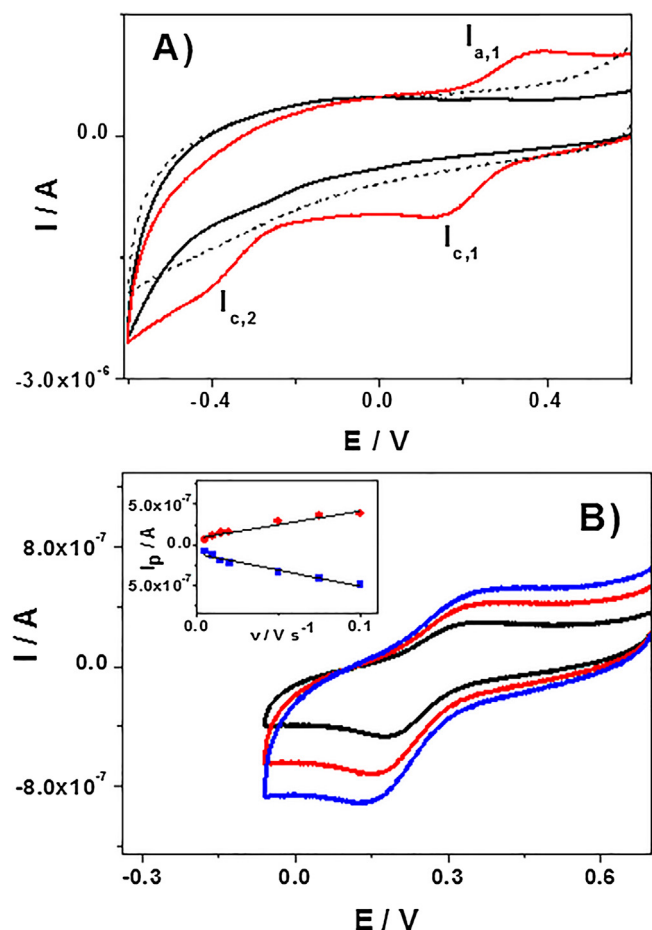 A)
I a,1
0.0
I / A
I c,1
I c,2
-3.0x10-6
-0.4 0.0 0.4
E / V
B)
5.0x10-7
0.0
5.0x10-7
Ip / A
0.0 0.1
v / V s-1
8.0x10-7
I / A
0.0
-8.0x10-7
-0.3 0.0 0.3 0.6
E / V